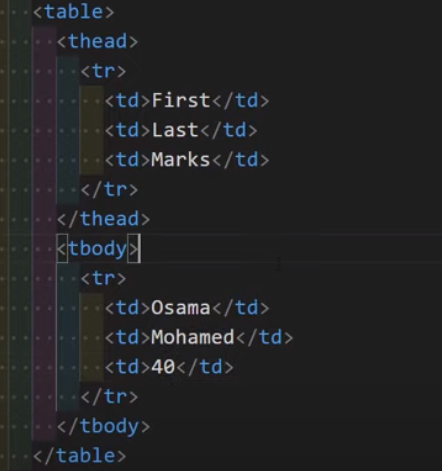 <table>
<thead>
<tr>
<td>First</td>
<td>Last</td>
<td>Marks</td>
</tr>
</thead>
<tbody>
<tr>
<td>Osama</td>
<td>Mohamed</td>
<td>40</td>
</tr>
</tbody>
</table>